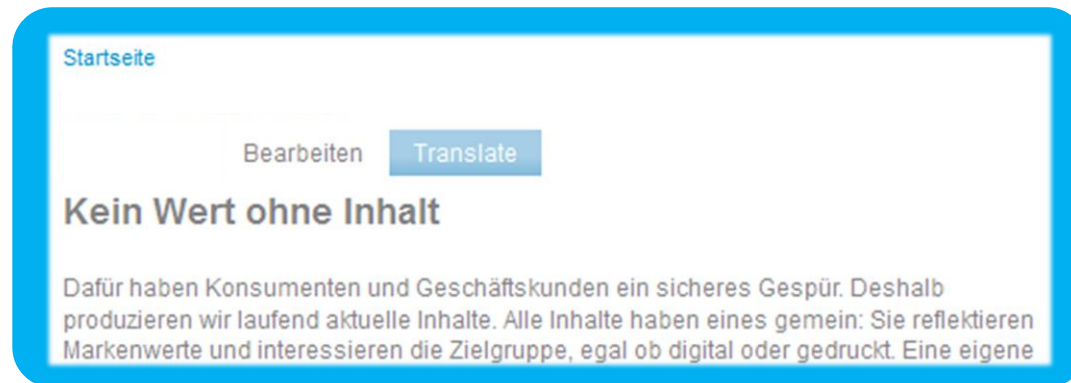 Startseite
Bearbeiten Translate
Kein Wert ohne Inhalt
Dafür haben Konsumenten und Geschäftskunden ein sicheres Gespür. Deshalb
produzieren wir laufend aktuelle Inhalte. Alle Inhalte haben eines gemein: Sie reflektieren
Markenwerte und interessieren die Zielgruppe, egal ob digital oder gedruckt. Eine eigene